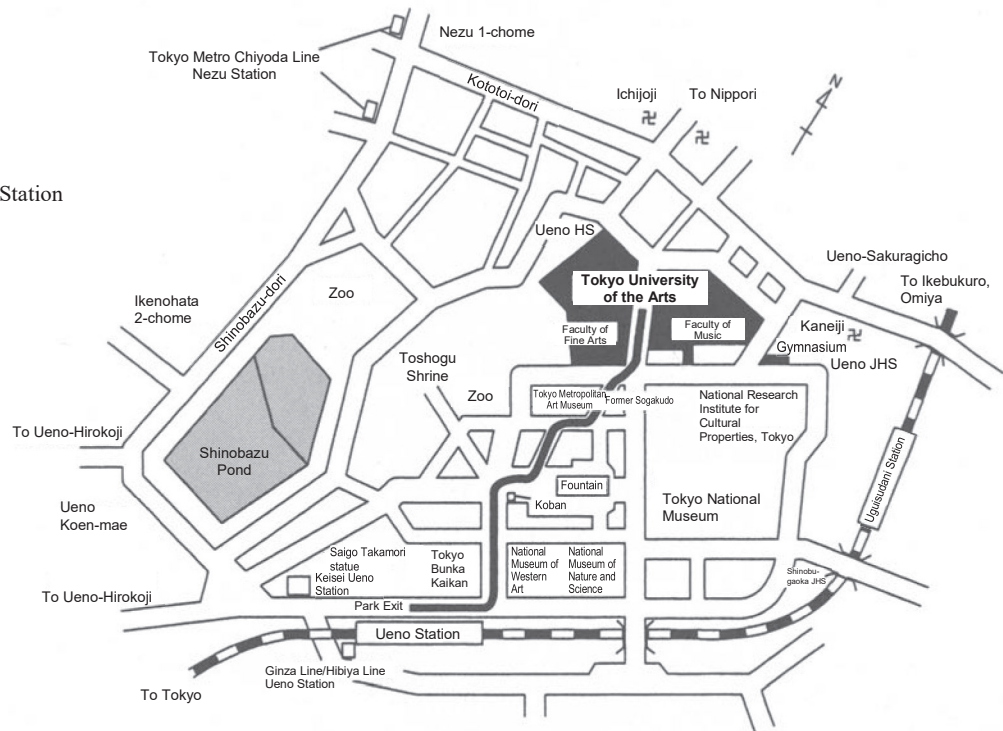 Nezu 1-chome
Tokyo Metro Chiyoda Line
Nezu Station
Kototoi-dori
Ichijoji
To Nippori
N
卍
卍
Station
Ueno HS
Ueno-Sakuragicho
To Ikebukuro,
Omiya
Tokyo University
of the Arts
Zoo
Ikenohata
2-chome
Shinobazu-dori
Faculty of
Fine Arts
Faculty of
Music
Kaneiji
卍
Gymnasium
Ueno JHS
Toshogu
Shrine
Zoo
Tokyo Metropolitan
Art Museum
Former Sogakudo
National Research
Institute for
Cultural
Properties, Tokyo
To Ueno-Hirokoji
Shinobazu
Pond
Fountain
Koban
Tokyo National
Museum
Uguisudani Station
Ueno
Koen-mae
Saigo Takamori
statue
Keisei Ueno
Station
Tokyo
Bunka
Kaikan
National
Museum of
Western
Art
National
Museum of
Nature and
Science
Shinobu-
gaoka JHS
To Ueno-Hirokoji
Park Exit
Ueno Station
Ginza Line/Hibiya Line
Ueno Station
To Tokyo